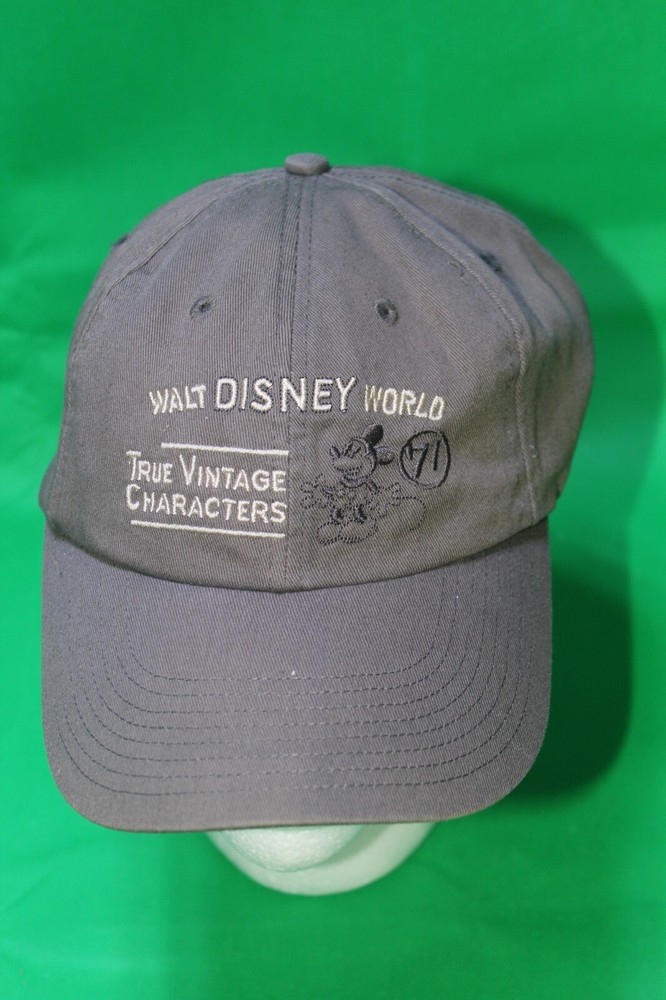 WALT DISNEY WORLD
TRUE VINTAGE
CHARACTERS
71